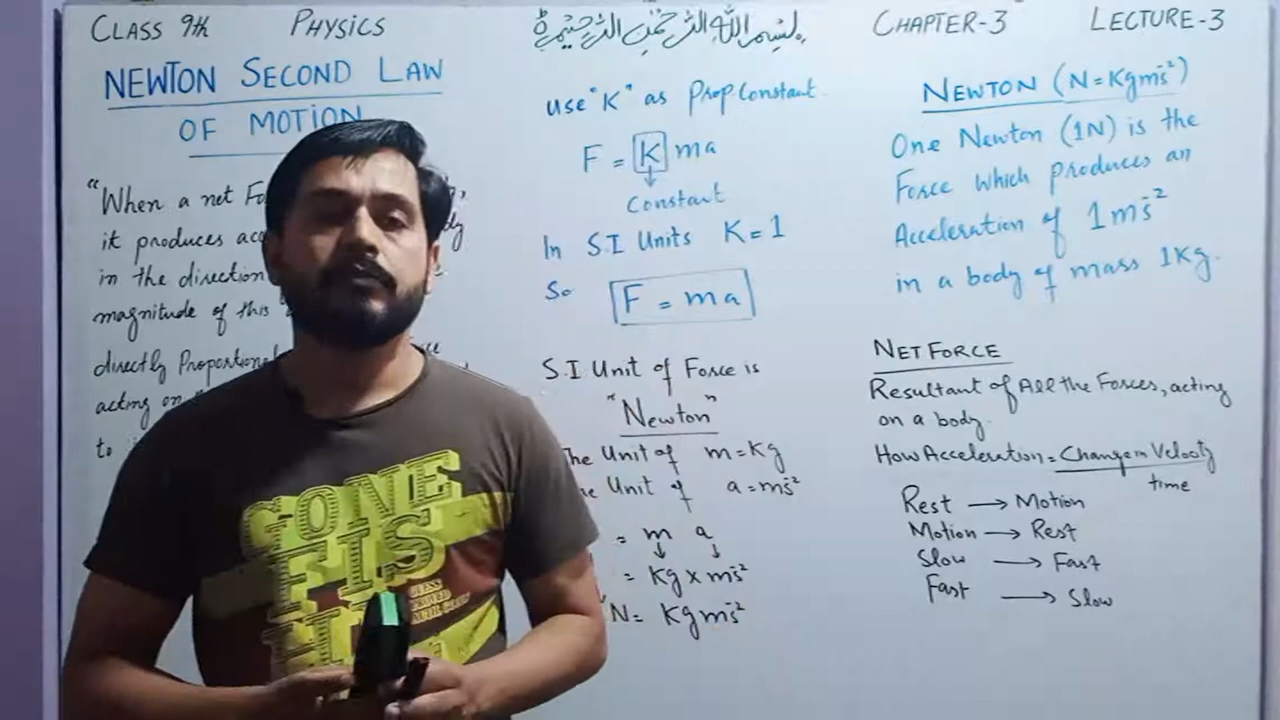 CLASS 9th PHYSICS بِسْمِ اللّٰهِ الرَّحْمٰنِ الرَّحِيْمِ CHAPTER-3 LECTURE-3
NEWTON SECOND LAW
OF MOTION
"When a net
it produces
in the direction
magnitude of this
directly Proportional
acting on
to
use "K" as Prop Constant.
F = K ma
Constant
In S.I Units K=1
So F = ma
S.I Unit of Force is
"Newton"
The Unit of m=Kg
Unit of a=ms⁻²
= m a
= Kg x ms⁻²
N= Kgms⁻²
NEWTON (N=Kgms⁻²)
One Newton (1N) is the
Force which produces an
Acceleration of 1ms⁻²
in a body of mass 1Kg.
NET FORCE
Resultant of All the Forces, acting
on a body.
How Acceleration = Change in Velocity
time
Rest → Motion
Motion → Rest
Slow → Fast
Fast → Slow
GONE
FIS